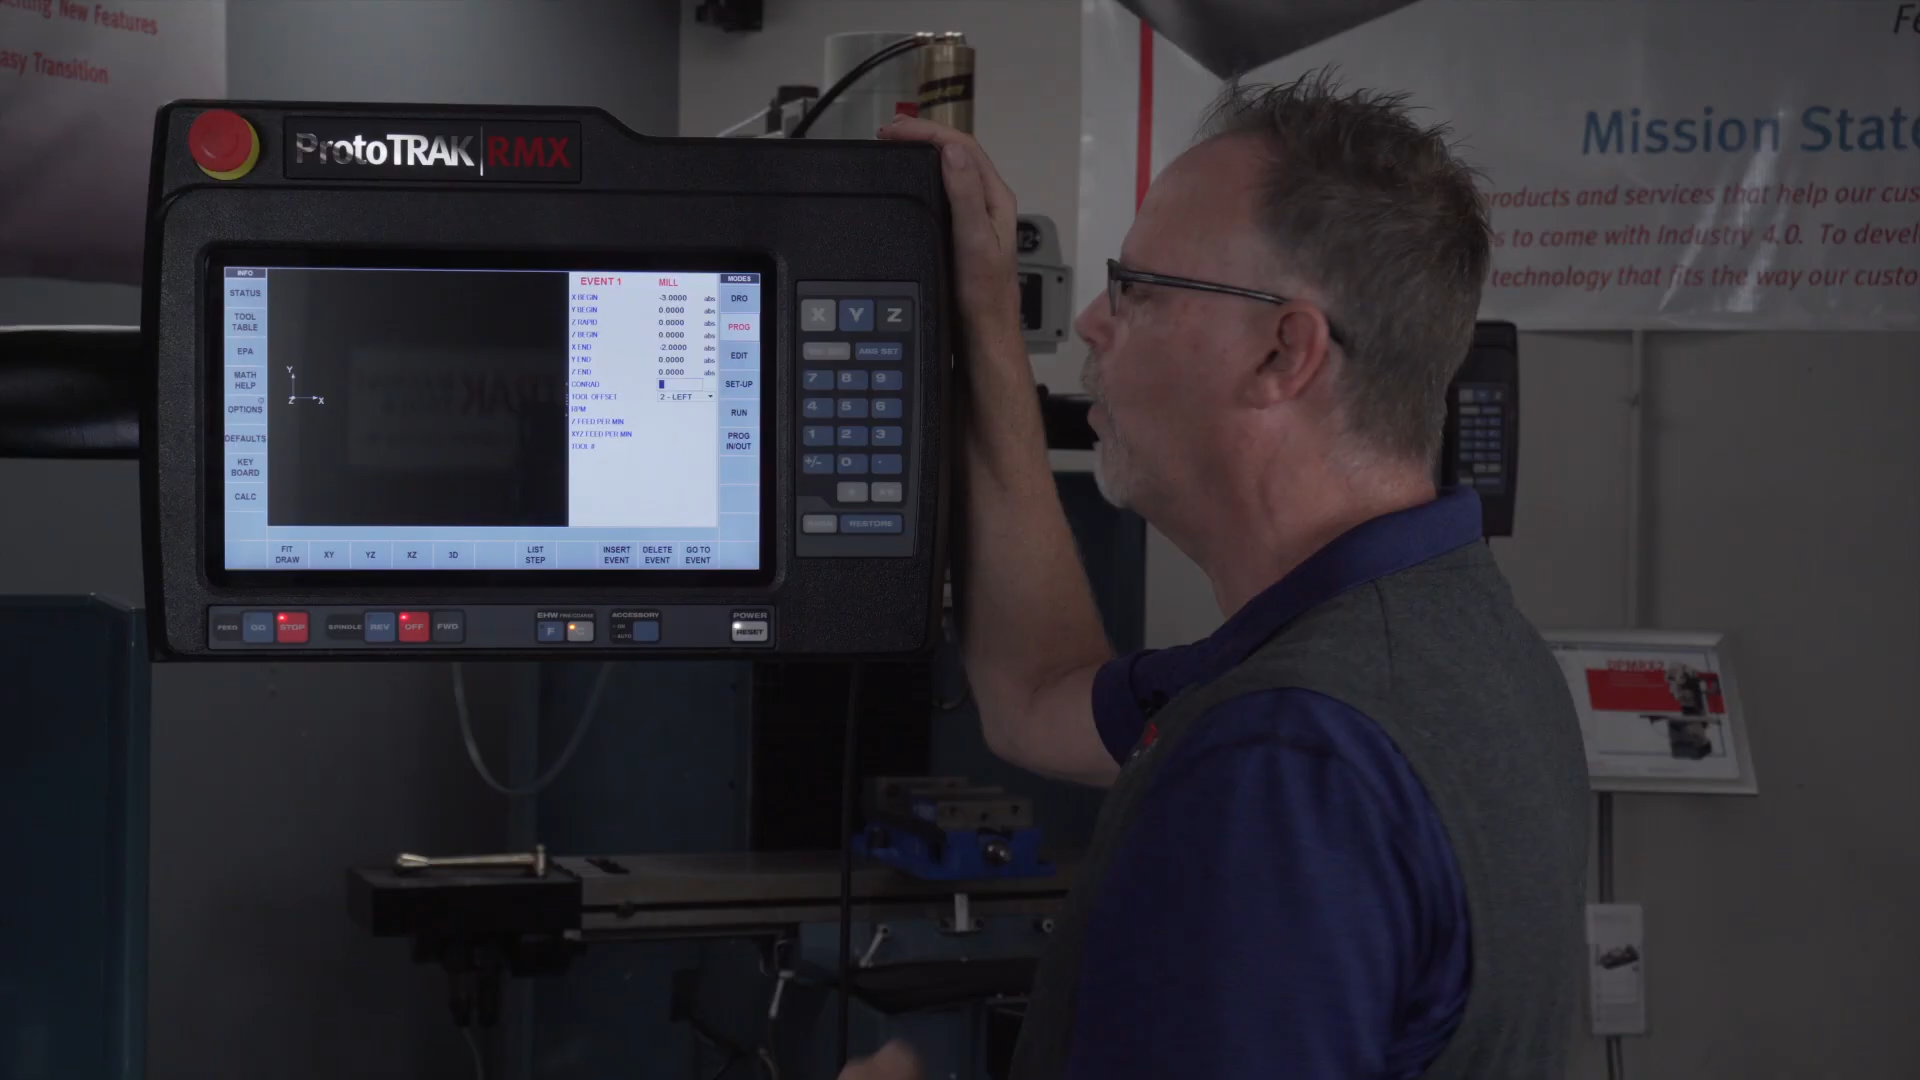 New Features
Easy Transition
ProtoTRAK RMX
Mission State
products and services that help our cus
s to come with Industry 4.0. To devel
technology that fits the way our custo
INFO
STATUS
TOOL TABLE
EPA
MATH HELP
OPTIONS
DEFAULTS
KEY BOARD
CALC
Y
Z X
EVENT 1 MILL
X BEGIN -3.0000 abs
Y BEGIN 0.0000 abs
Z RAPID 0.0000 abs
Z BEGIN 0.0000 abs
X END -2.0000 abs
Y END 0.0000 abs
Z END 0.0000 abs
CONRAD
TOOL OFFSET 2 - LEFT
RPM
Z FEED PER MIN
XYZ FEED PER MIN
TOOL #
MODES
DRO
PROG
EDIT
SET-UP
RUN
PROG IN/OUT
FIT DRAW XY YZ XZ 3D LIST STEP INSERT EVENT DELETE EVENT GO TO EVENT
X Y Z
ABS SET
7 8 9
4 5 6
1 2 3
+/- 0 .
RESTORE
FEED GO STOP SPINDLE REV OFF FWD
EHW FINE/COARSE
F C
ACCESSORY
ON
AUTO
POWER
RESET
DPMRX2